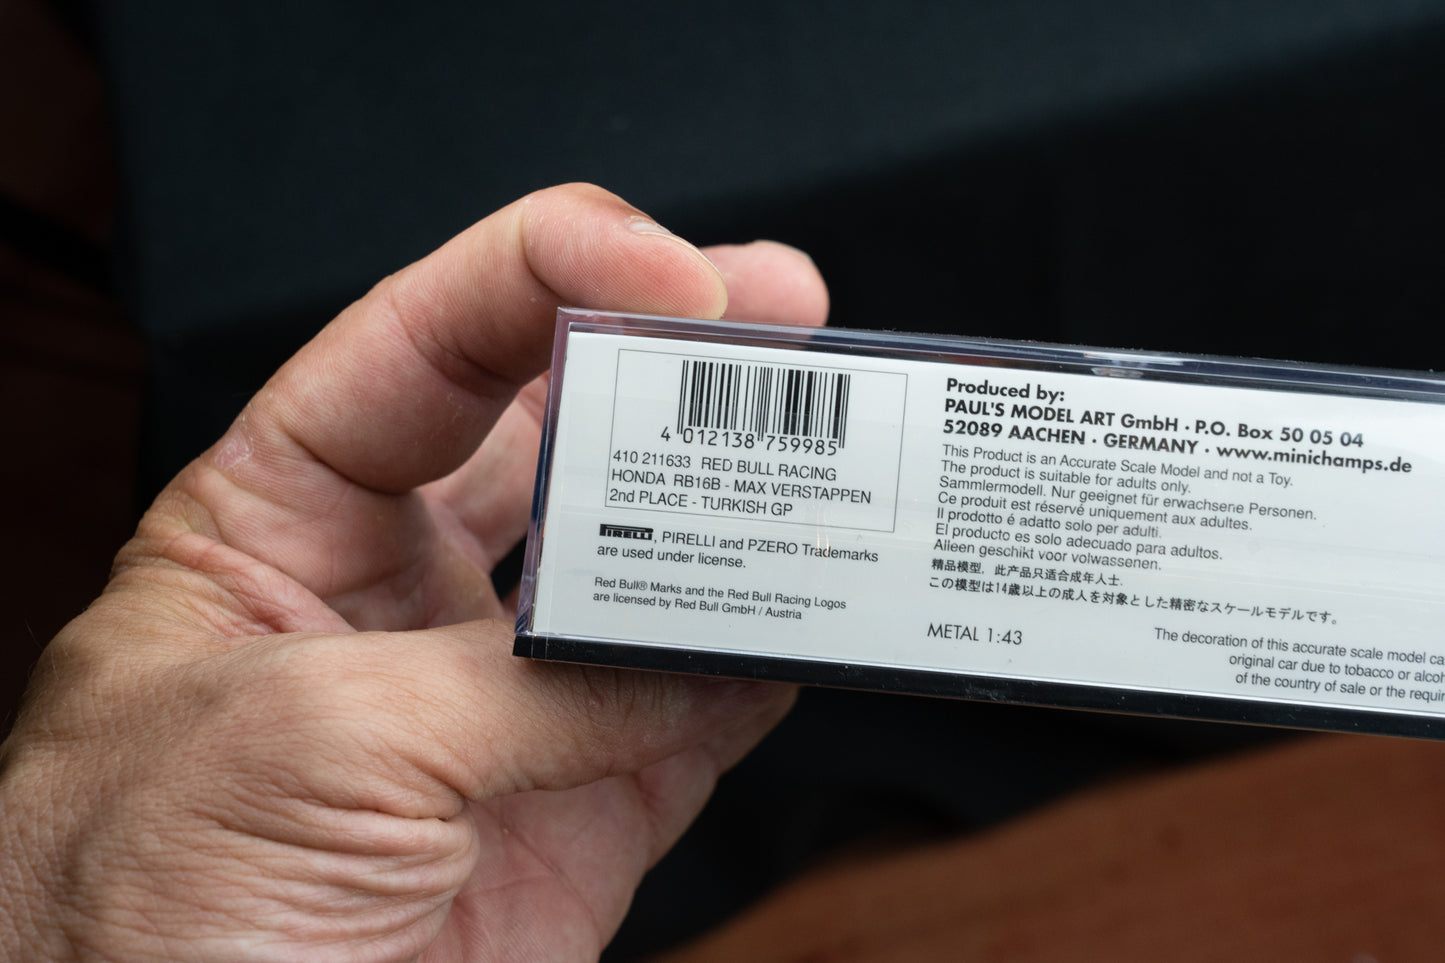 4 012138 759985
410 211633 RED BULL RACING
HONDA RB16B - MAX VERSTAPPEN
2nd PLACE - TURKISH GP
PIRELLI, PIRELLI and PZERO Trademarks
are used under license.
Red Bull® Marks and the Red Bull Racing Logos
are licensed by Red Bull GmbH / Austria
Produced by:
PAUL'S MODEL ART GmbH · P.O. Box 50 05 04
52089 AACHEN · GERMANY · www.minichamps.de
This Product is an Accurate Scale Model and not a Toy.
The product is suitable for adults only.
Sammlermodell. Nur geeignet für erwachsene Personen.
Ce produit est réservé uniquement aux adultes.
Il prodotto é adatto solo per adulti.
El producto es solo adecuado para adultos.
Alleen geschikt voor volwassenen.
精品模型，此产品只适合成年人士.
この模型は14歳以上の成人を対象とした精密なスケールモデルです。
METAL 1:43
The decoration of this accurate scale model ca
original car due to tobacco or alcoh
of the country of sale or the requir